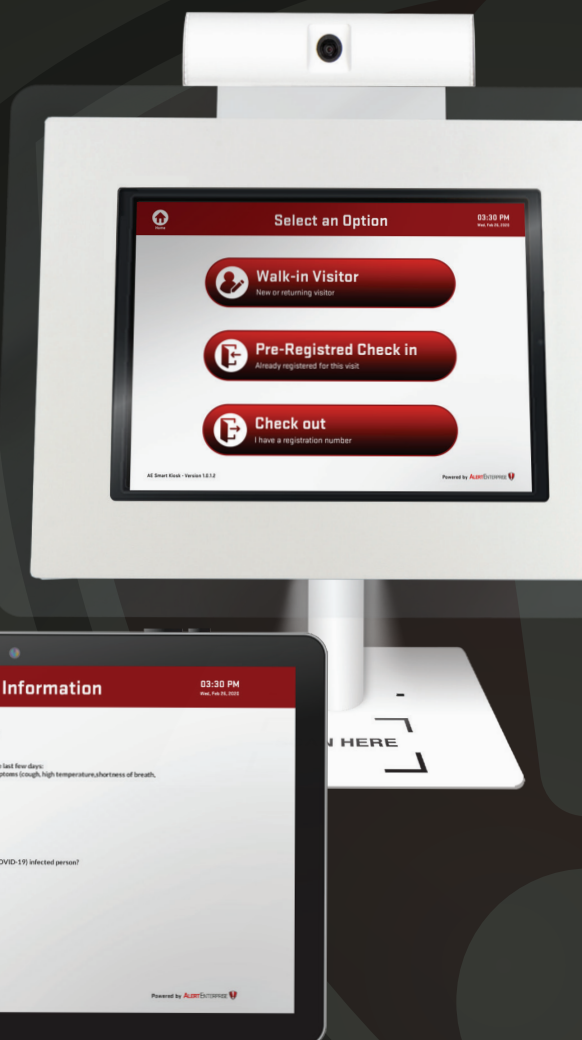 Home
Select an Option
03:30 PM
Wed, Feb 26, 2020
Walk-in Visitor
New or returning visitor
Pre-Registred Check in
Already registered for this visit
Check out
I have a registration number
AE Smart Kiosk - Version 1.0.1.2
Powered by ALERTENTERPRISE
HERE
Information
03:30 PM
Wed, Feb 26, 2020
last few days:
(cough, high temperature,shortness of breath,
OVID-19) infected person?
Powered by ALERTENTERPRISE